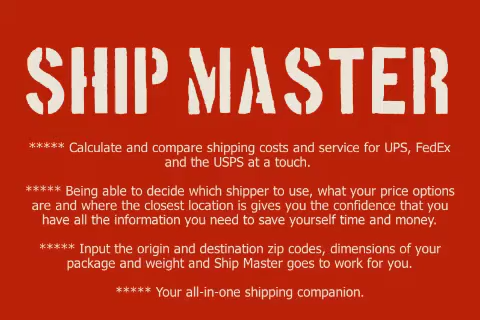 SHIP MASTER
***** Calculate and compare shipping costs and service for UPS, FedEx
and the USPS at a touch.
***** Being able to decide which shipper to use, what your price options
are and where the closest location is gives you the confidence that you
have all the information you need to save yourself time and money.
***** Input the origin and destination zip codes, dimensions of your
package and weight and Ship Master goes to work for you.
***** Your all-in-one shipping companion.